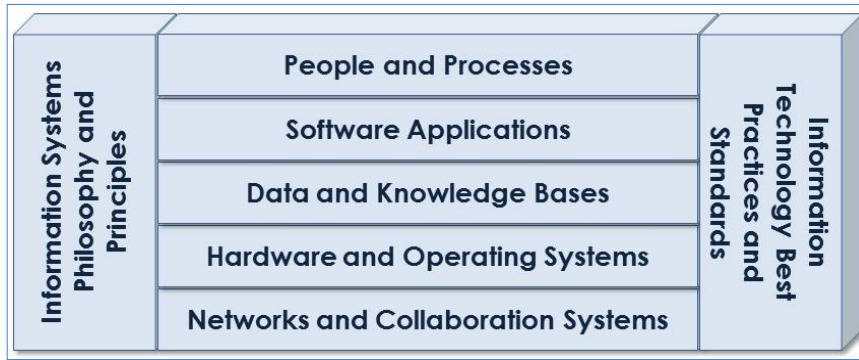 Information Systems
Philosophy and
Principles
People and Processes
Software Applications
Data and Knowledge Bases
Hardware and Operating Systems
Networks and Collaboration Systems
Information
Technology Best
Practices and
Standards